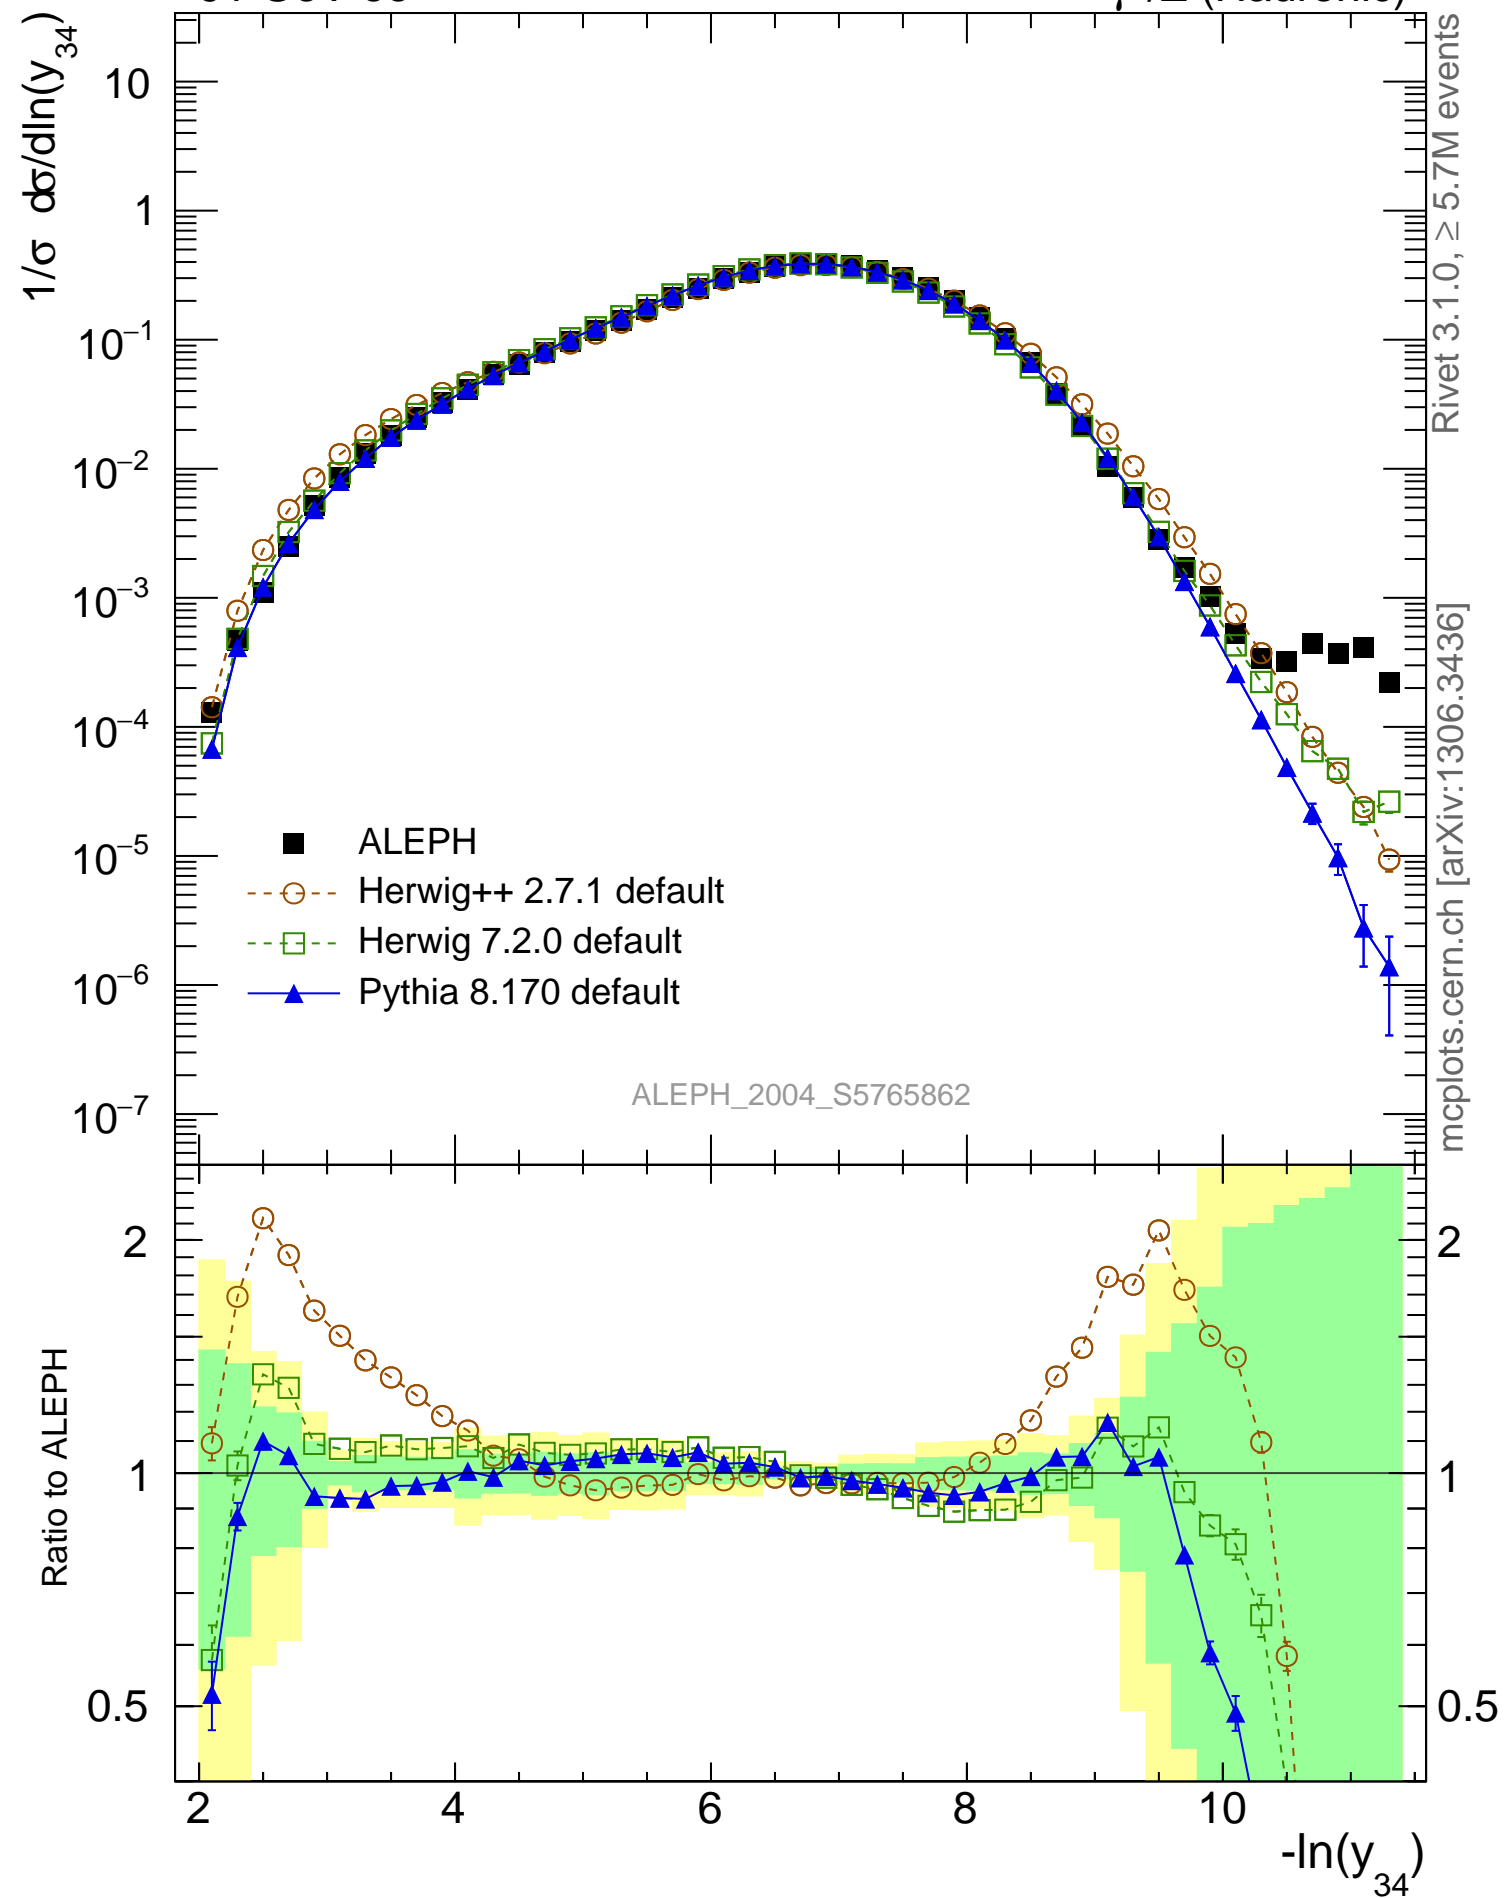 1/σ dσ/dln(y34)
10
1
10−1
10−2
10−3
10−4
10−5
10−6
10−7
ALEPH
Herwig++ 2.7.1 default
Herwig 7.2.0 default
Pythia 8.170 default
ALEPH_2004_S5765862
Rivet 3.1.0, ≥ 5.7M events
mcplots.cern.ch [arXiv:1306.3436]
Ratio to ALEPH
2
1
0.5
2
1
0.5
2
4
6
8
10
-ln(y34)